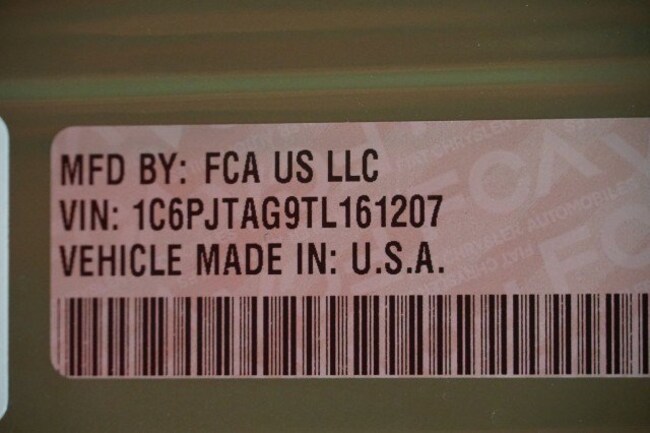 MFD BY: FCA US LLC
VIN: 1C6PJTAG9TL161207
VEHICLE MADE IN: U.S.A.